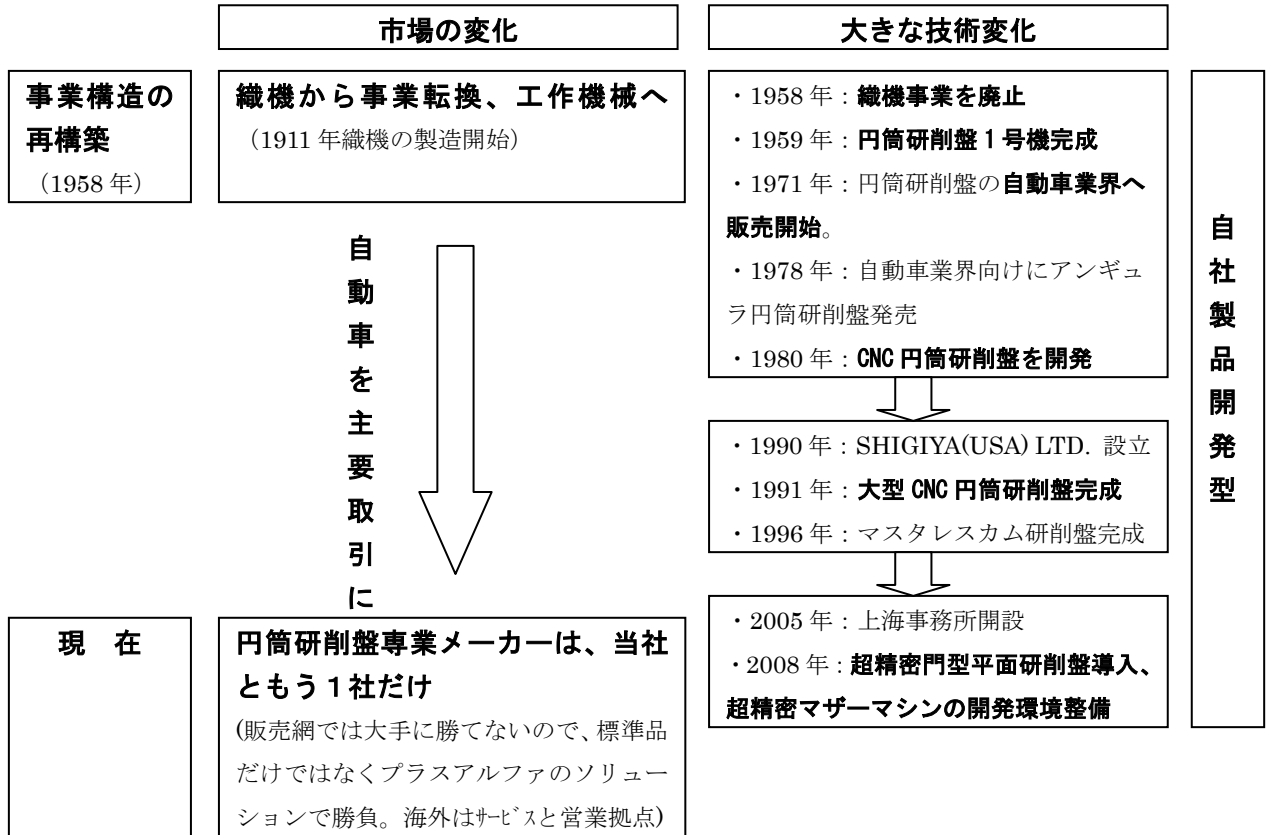 市場の変化
大きな技術変化
事業構造の
再構築
（1958 年）
織機から事業転換、工作機械へ
（1911 年織機の製造開始）
・1958 年：織機事業を廃止
・1959 年：円筒研削盤１号機完成
・1971 年：円筒研削盤の自動車業界へ
販売開始。
・1978 年：自動車業界向けにアンギュ
ラ円筒研削盤発売
・1980 年：CNC 円筒研削盤を開発
自動車を主要取引に
・1990 年：SHIGIYA(USA) LTD. 設立
・1991 年：大型 CNC 円筒研削盤完成
・1996 年：マスタレスカム研削盤完成
自社製品開発型
現　在
円筒研削盤専業メーカーは、当社
ともう１社だけ
(販売網では大手に勝てないので、標準品
だけではなくプラスアルファのソリュー
ションで勝負。海外はｻｰﾋﾞｽと営業拠点)
・2005 年：上海事務所開設
・2008 年：超精密門型平面研削盤導入、
超精密マザーマシンの開発環境整備